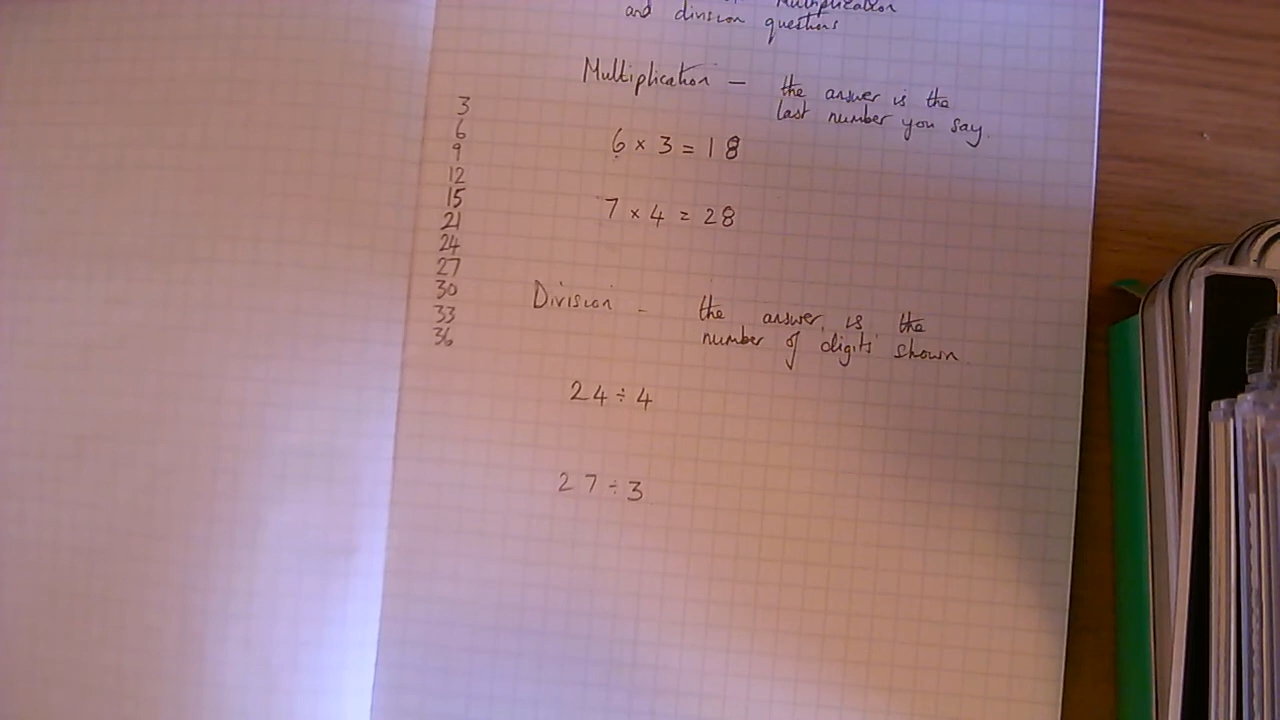 Multiplication
and division questions
Multiplication – the answer is the
last number you say.
3
6
9
12
15
21
24
27
30
33
36
6 × 3 = 18
7 × 4 = 28
Division - the answer is the
number of 'digits' shown
24 ÷ 4
27 ÷ 3